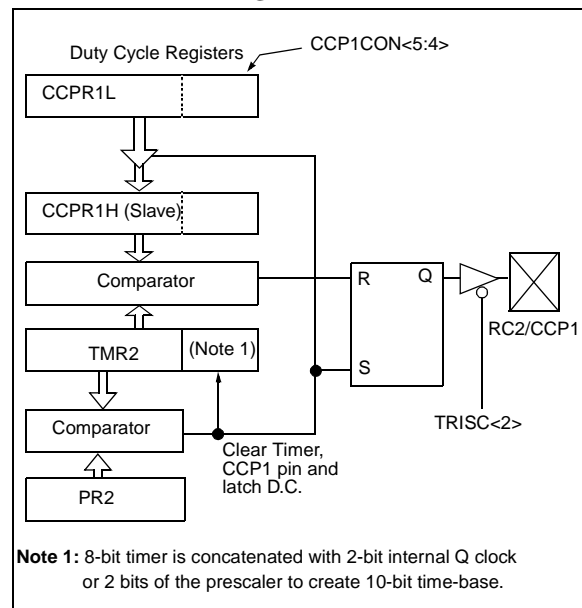 Duty Cycle Registers
CCP1CON<5:4>
CCPR1L
CCPR1H (Slave)
Comparator
R
Q
RC2/CCP1
TMR2
(Note 1)
S
TRISC<2>
Comparator
Clear Timer,
CCP1 pin and
latch D.C.
PR2
Note 1: 8-bit timer is concatenated with 2-bit internal Q clock
or 2 bits of the prescaler to create 10-bit time-base.